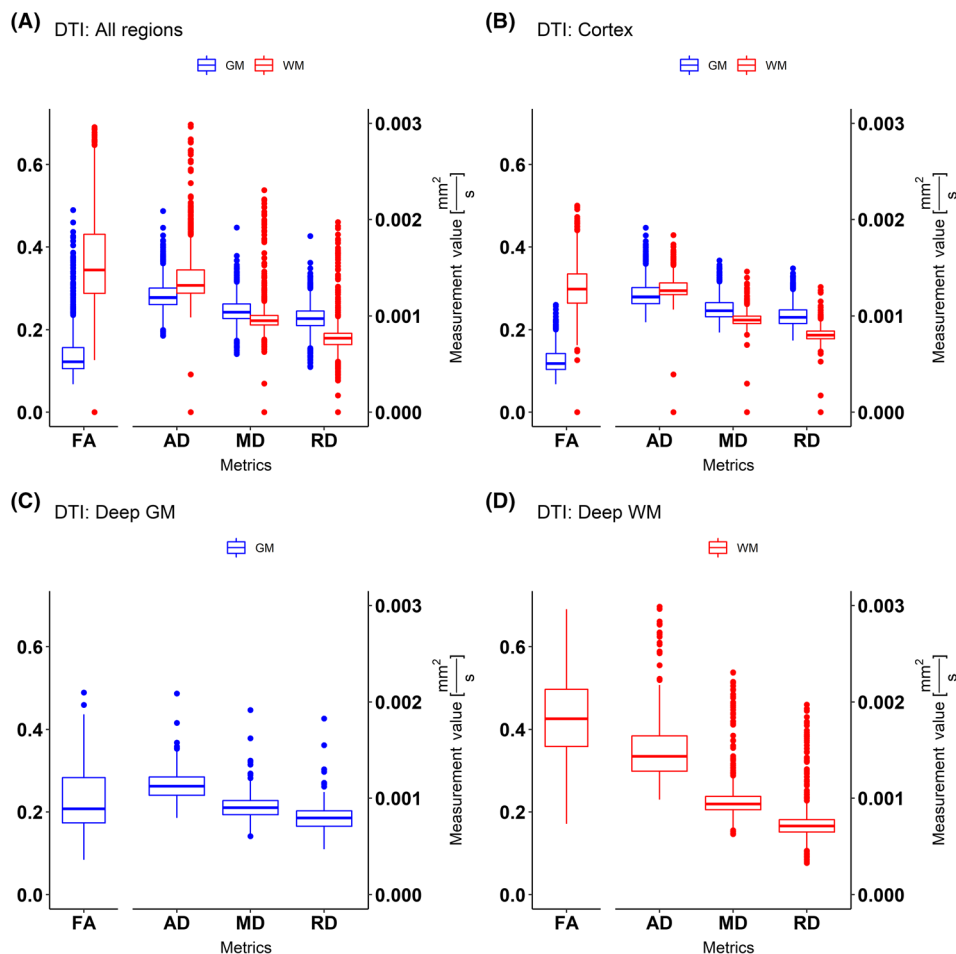 (A) DTI: All regions
GM WM
0.6
0.4
0.2
0.0
0.003
0.002
0.001
0.000
Measurement value [mm²/s]
FA AD MD RD
Metrics
(B) DTI: Cortex
GM WM
0.6
0.4
0.2
0.0
0.003
0.002
0.001
0.000
Measurement value [mm²/s]
FA AD MD RD
Metrics
(C) DTI: Deep GM
GM
0.6
0.4
0.2
0.0
0.003
0.002
0.001
0.000
Measurement value [mm²/s]
FA AD MD RD
Metrics
(D) DTI: Deep WM
WM
0.6
0.4
0.2
0.0
0.003
0.002
0.001
0.000
Measurement value [mm²/s]
FA AD MD RD
Metrics